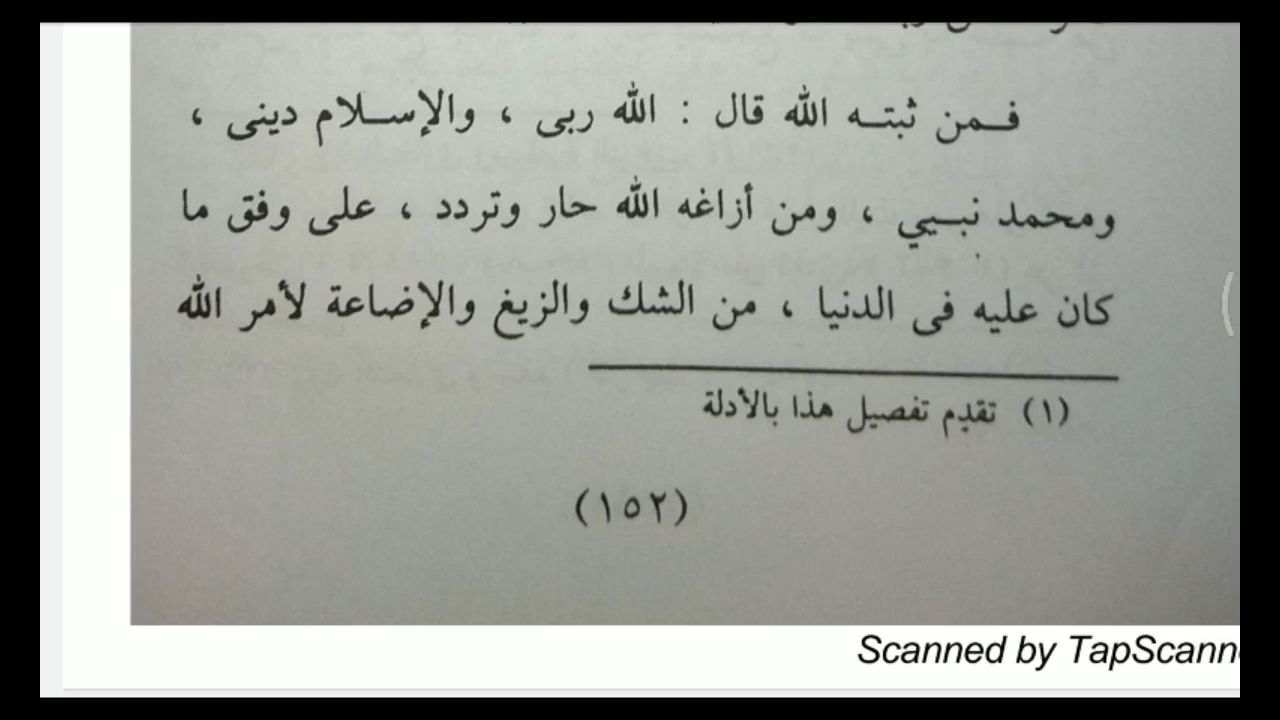 فمن ثبته الله قال : الله ربى ، والإسلام دينى ،
ومحمد نبيي ، ومن أزاغه الله حار وتردد ، على وفق ما
كان عليه فى الدنيا ، من الشك والزيغ والإضاعة لأمر الله
(١) تقدم تفصيل هذا بالأدلة
(١٥٢)
Scanned by TapScann